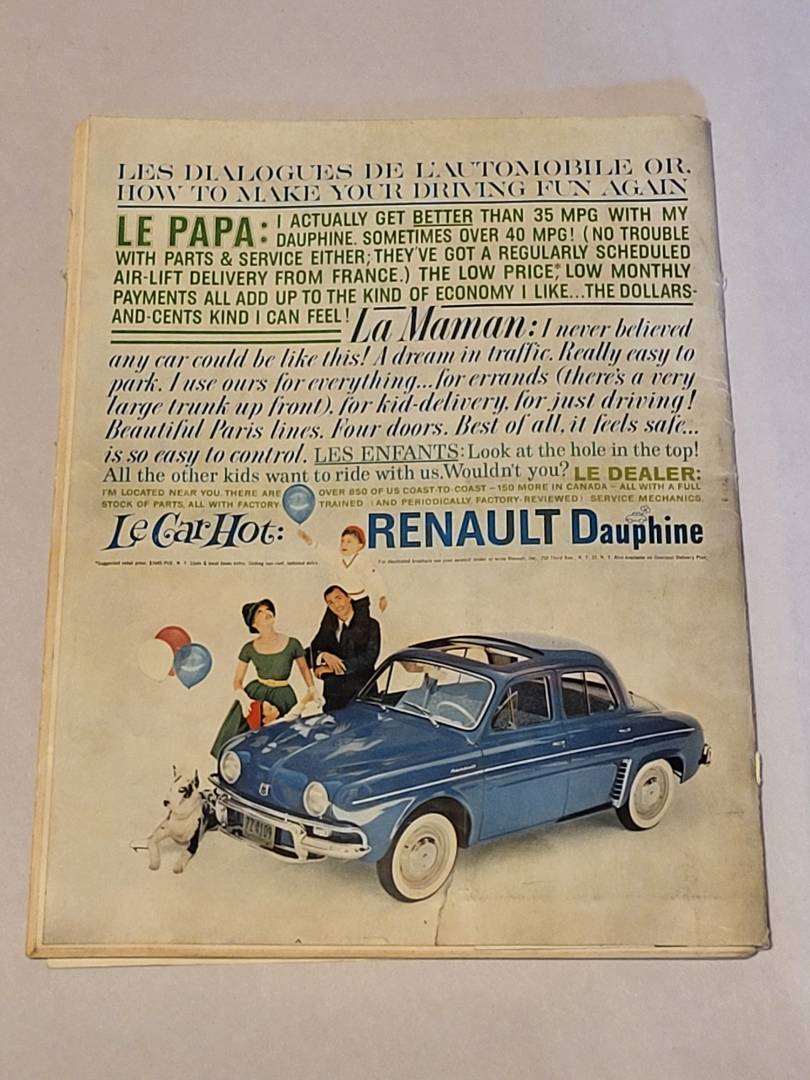 LES DIALOGUES DE L'AUTOMOBILE OR,
HOW TO MAKE YOUR DRIVING FUN AGAIN
LE PAPA: I ACTUALLY GET BETTER THAN 35 MPG WITH MY
DAUPHINE. SOMETIMES OVER 40 MPG! (NO TROUBLE
WITH PARTS & SERVICE EITHER; THEY'VE GOT A REGULARLY SCHEDULED
AIR-LIFT DELIVERY FROM FRANCE.) THE LOW PRICE,* LOW MONTHLY
PAYMENTS ALL ADD UP TO THE KIND OF ECONOMY I LIKE...THE DOLLARS-
AND-CENTS KIND I CAN FEEL! La Maman: I never believed
any car could be like this! A dream in traffic. Really easy to
park. I use ours for everything...for errands (there's a very
large trunk up front), for kid-delivery, for just driving!
Beautiful Paris lines. Four doors. Best of all, it feels safe...
is so easy to control. LES ENFANTS: Look at the hole in the top!
All the other kids want to ride with us. Wouldn't you? LE DEALER:
I'M LOCATED NEAR YOU. THERE ARE OVER 850 OF US COAST-TO-COAST – 150 MORE IN CANADA – ALL WITH A FULL
STOCK OF PARTS, ALL WITH FACTORY TRAINED (AND PERIODICALLY, FACTORY-REVIEWED) SERVICE MECHANICS.
Le Car Hot: RENAULT Dauphine